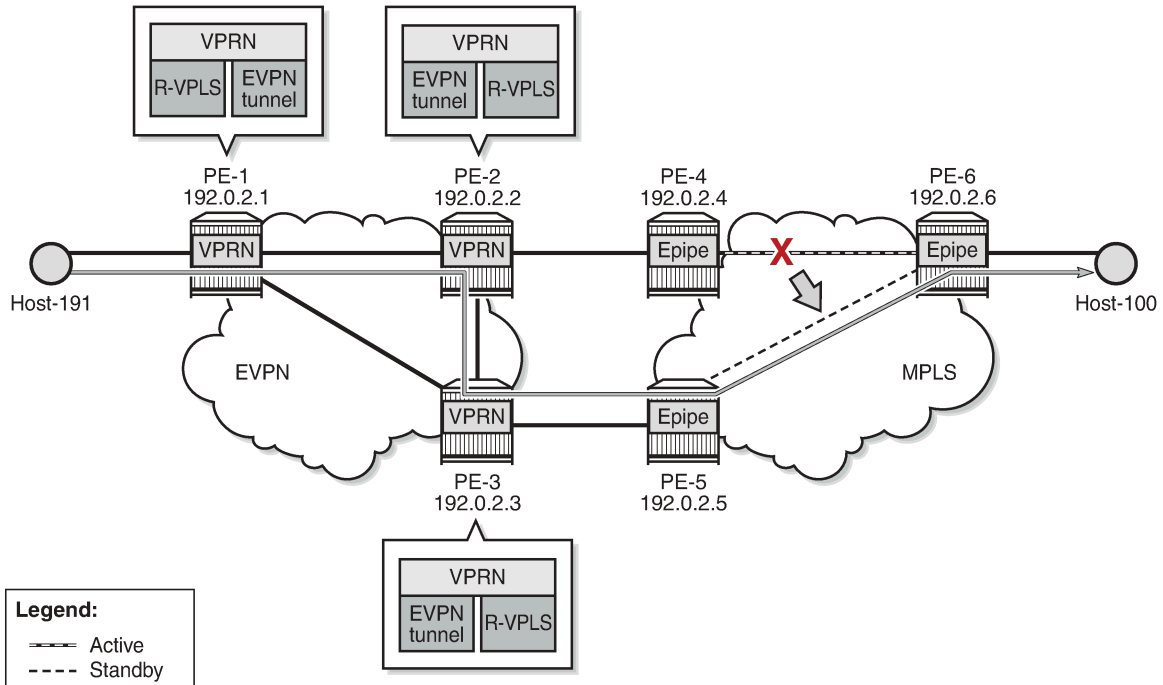 VPRN
R-VPLS
EVPN
tunnel
VPRN
EVPN
tunnel
R-VPLS
PE-1
192.0.2.1
PE-2
192.0.2.2
PE-4
192.0.2.4
PE-6
192.0.2.6
VPRN
VPRN
Epipe
X
Epipe
Host-191
Host-100
EVPN
MPLS
VPRN
Epipe
PE-3
192.0.2.3
PE-5
192.0.2.5
VPRN
EVPN
tunnel
R-VPLS
Legend:
Active
Standby